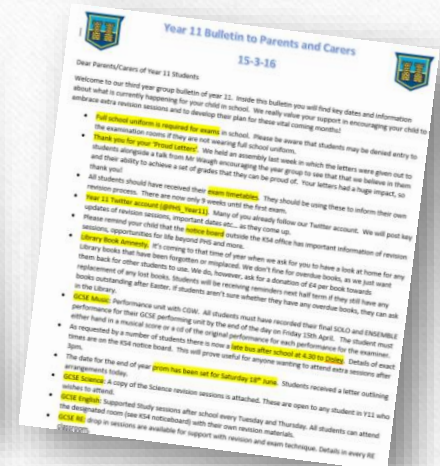 Year 11 Bulletin to Parents and Carers
15-3-16
Dear Parents/Carers of Year 11 Students
Welcome to our third year group bulletin of year 11. Inside this bulletin you will find key dates and information
about what is currently happening for your child in school. We really value your support in encouraging your child to
embrace extra revision sessions and to develop their plan for these vital coming months!
Full school uniform is required for exams in school. Please be aware that students may be denied entry to
the examination rooms if they are not wearing full school uniform.
Thank you for your 'Proud Letters'. We held an assembly last week in which the letters were given out to
students alongside a talk from Mr Waugh encouraging the year group to see that that we believe in them
and their ability to achieve a set of grades that they can be proud of. Your letters had a huge impact, so
thank you!
All students should have received their exam timetables. They should be using these to inform their own
revision process. There are now only 9 weeks until the first exam.
Year 11 Twitter account (@PHS_Year11). Many of you already follow our Twitter account. We will post key
updates of revision sessions, important dates etc... as they come up.
Please remind your child that the notice board outside the KS4 office has important information of revision
sessions, opportunities for life beyond PHS and more.
Library Book Amnesty. It's coming to that time of year when we ask for you to have a look at home for any
Library books that have been forgotten or misplaced. We don't fine for overdue books, as we just want
them back for other students to use. We do, however, ask for a donation of £4 per book towards
replacement of any lost books. Students will be receiving reminders next half term if they still have any
books outstanding after Easter. If students aren't sure whether they have any overdue books, they can ask
in the Library.
GCSE Music: Performance unit with CGW. All students must have recorded their final SOLO and ENSEMBLE
performance for their GCSE performing unit by the end of the day on Friday 15th April. The student must
either hand in a musical score or a cd of the original performance for each performance for the examiner.
As requested by a number of students there is now a late bus after school at 4.30 to Disley. Details of exact
times are on the KS4 notice board. This will prove useful for anyone wanting to attend extra sessions after
3pm.
The date for the end of year prom has been set for Saturday 18th June. Students received a letter outlining
arrangements today.
GCSE Science: A copy of the Science revision sessions is attached. These are open to any student in Y11 who
wishes to attend.
GCSE English: Supported Study sessions after school every Tuesday and Thursday. All students can attend
the designated room (see KS4 noticeboard) with their own revision materials.
GCSE RE: drop in sessions are available for support with revision and exam technique. Details in every RE
classroom.